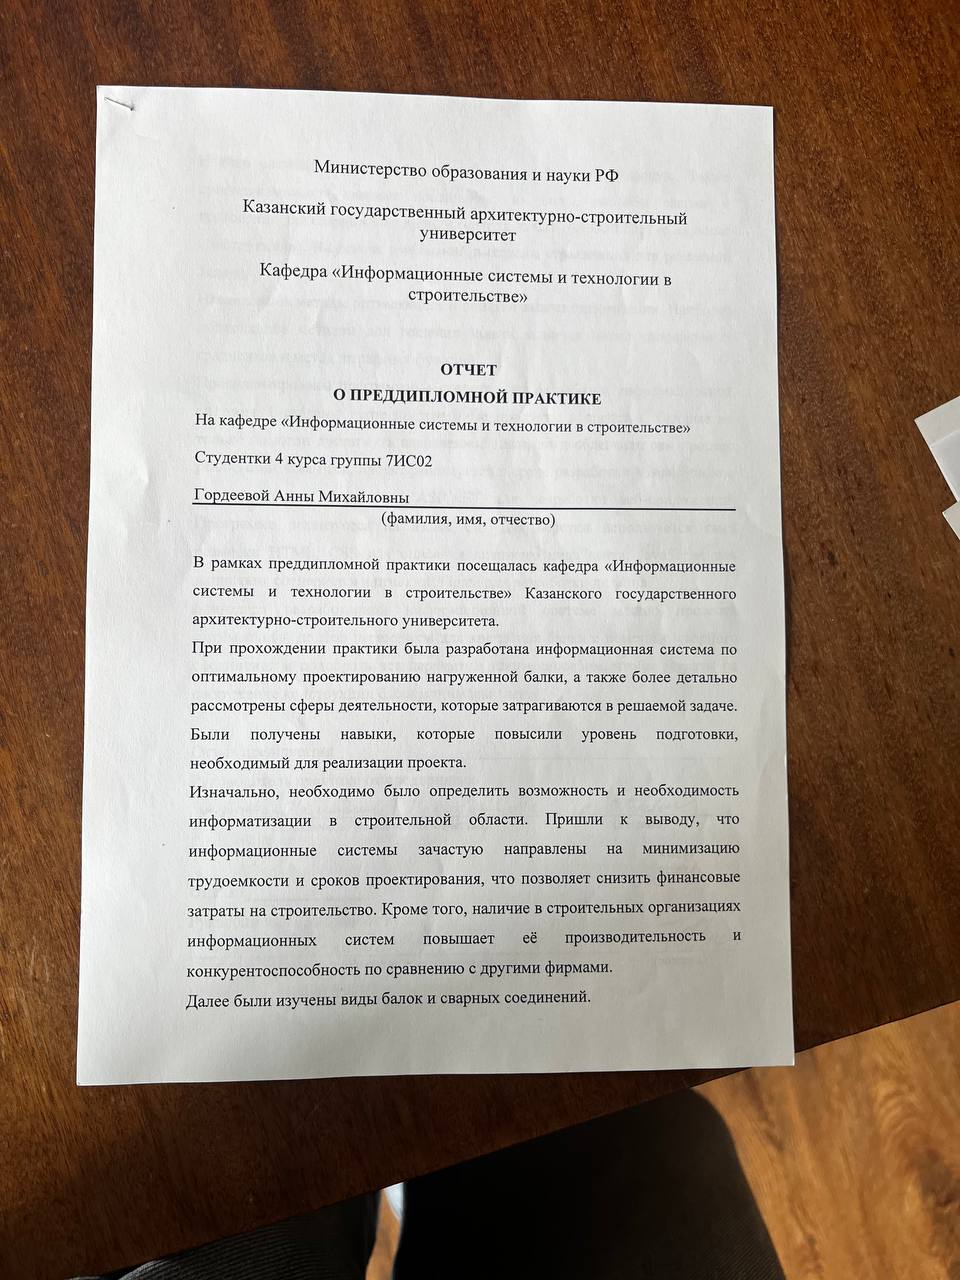 Министерство образования и науки РФ
Казанский государственный архитектурно-строительный
университет
Кафедра «Информационные системы и технологии в
строительстве»
ОТЧЕТ
О ПРЕДДИПЛОМНОЙ ПРАКТИКЕ
На кафедре «Информационные системы и технологии в строительстве»
Студентки 4 курса группы 7ИС02
Гордеевой Анны Михайловны
(фамилия, имя, отчество)
В рамках преддипломной практики посещалась кафедра «Информационные
системы и технологии в строительстве» Казанского государственного
архитектурно-строительного университета.
При прохождении практики была разработана информационная система по
оптимальному проектированию нагруженной балки, а также более детально
рассмотрены сферы деятельности, которые затрагиваются в решаемой задаче.
Были получены навыки, которые повысили уровень подготовки,
необходимый для реализации проекта.
Изначально, необходимо было определить возможность и необходимость
информатизации в строительной области. Пришли к выводу, что
информационные системы зачастую направлены на минимизацию
трудоемкости и сроков проектирования, что позволяет снизить финансовые
затраты на строительство. Кроме того, наличие в строительных организациях
информационных систем повышает её производительность и
конкурентоспособность по сравнению с другими фирмами.
Далее были изучены виды балок и сварных соединений.